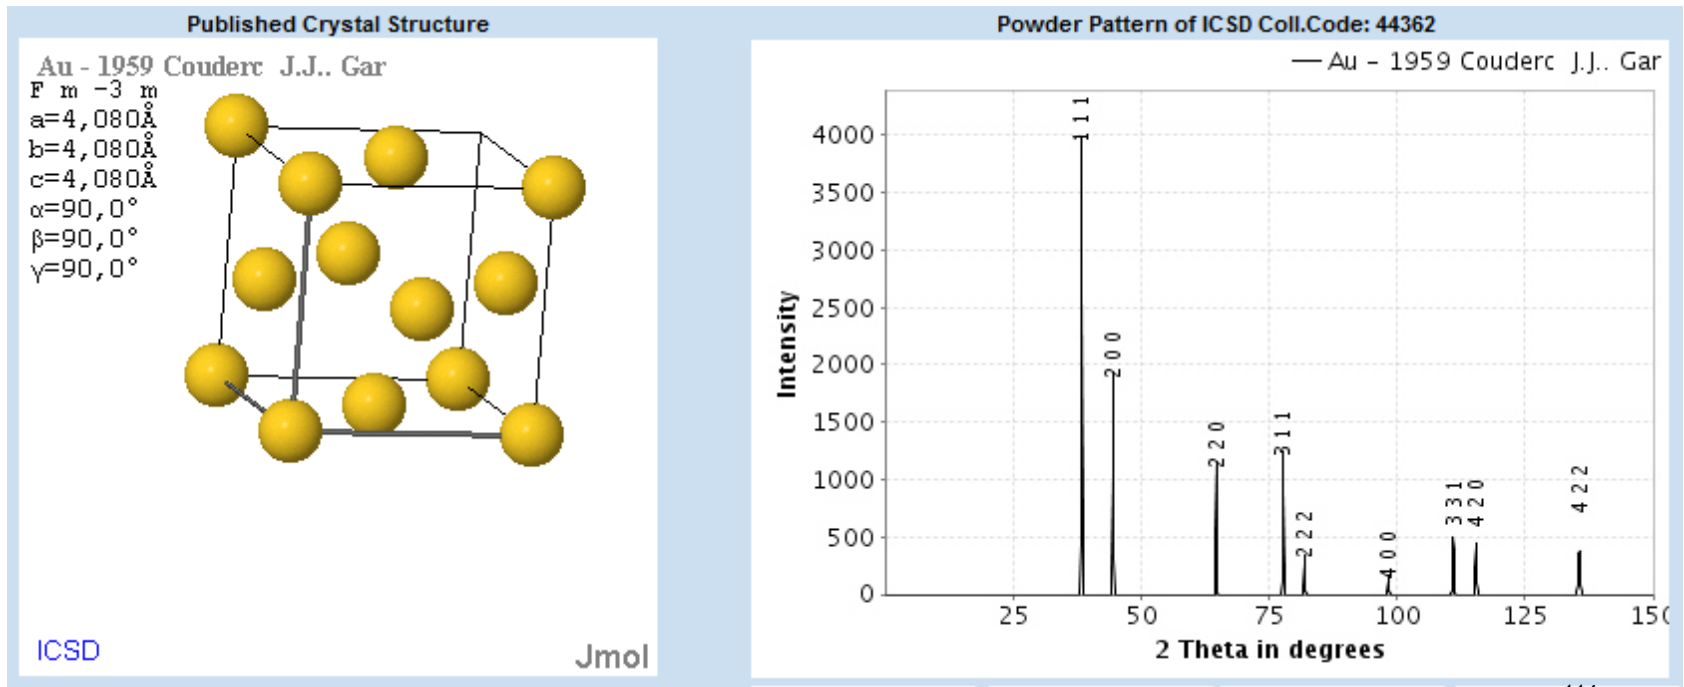 Published Crystal Structure
Au - 1959 Couderc J.J.. Gar
F m -3 m
a=4,080Å
b=4,080Å
c=4,080Å
α=90,0°
β=90,0°
γ=90,0°
ICSD
Jmol
Powder Pattern of ICSD Coll.Code: 44362
Au - 1959 Couderc J.J.. Gar
Intensity
4000
3500
3000
2500
2000
1500
1000
500
0
1 1 1
2 0 0
2 2 0
3 1 1
2 2 2
4 0 0
3 3 1
4 2 0
4 2 2
25 50 75 100 125 150
2 Theta in degrees